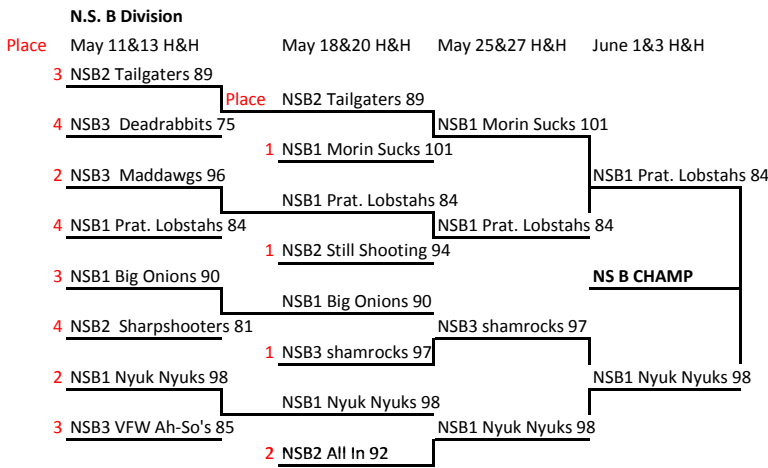 N.S. B Division
Place May 11&13 H&H May 18&20 H&H May 25&27 H&H June 1&3 H&H
3 NSB2 Tailgaters 89
Place NSB2 Tailgaters 89
4 NSB3 Deadrabbits 75 NSB1 Morin Sucks 101
1 NSB1 Morin Sucks 101
2 NSB3 Maddawgs 96 NSB1 Prat. Lobstahs 84
NSB1 Prat. Lobstahs 84
4 NSB1 Prat. Lobstahs 84 NSB1 Prat. Lobstahs 84
1 NSB2 Still Shooting 94
3 NSB1 Big Onions 90 NS B CHAMP
NSB1 Big Onions 90
4 NSB2 Sharpshooters 81 NSB3 shamrocks 97
1 NSB3 shamrocks 97
2 NSB1 Nyuk Nyuks 98 NSB1 Nyuk Nyuks 98
NSB1 Nyuk Nyuks 98
3 NSB3 VFW Ah-So's 85 NSB1 Nyuk Nyuks 98
2 NSB2 All In 92